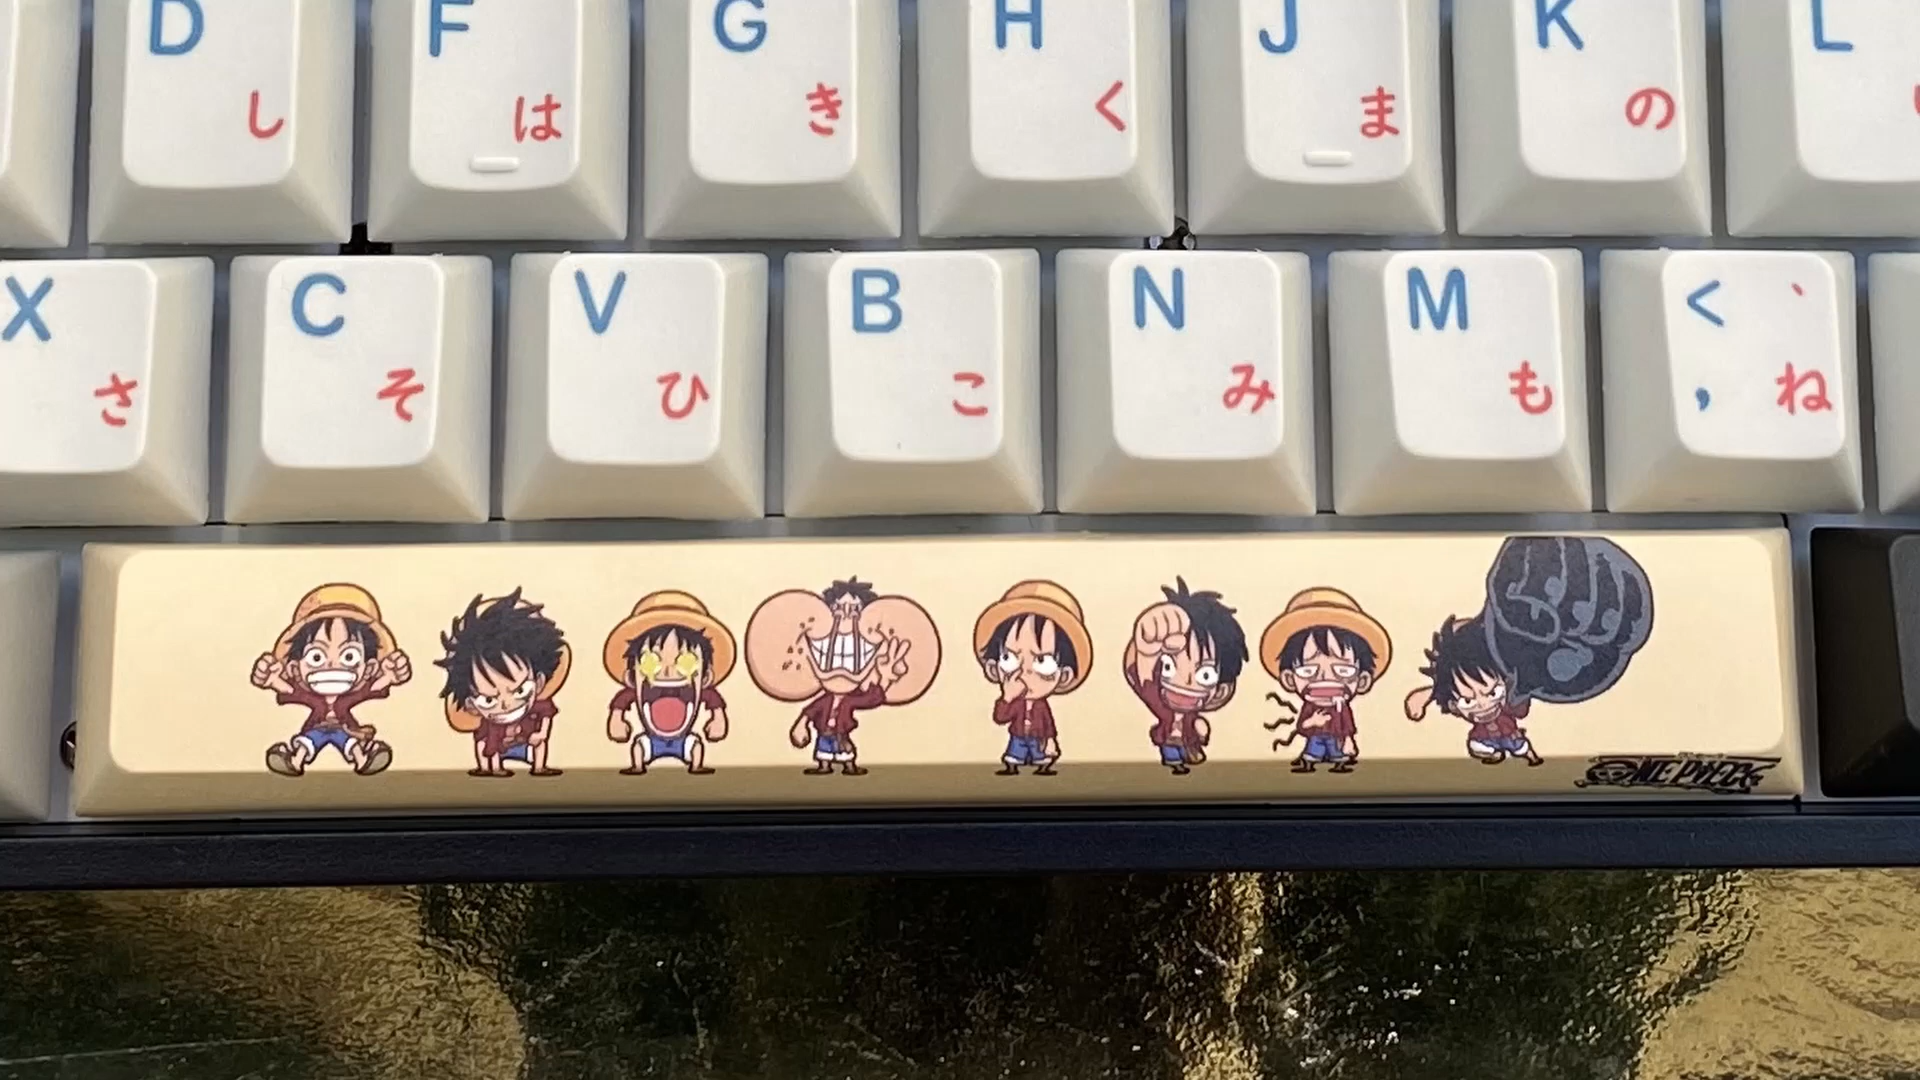 D F G H J K L
し は き く ま の
X C V B N M < 、
さ そ ひ こ み も , ね
ONE PIECE